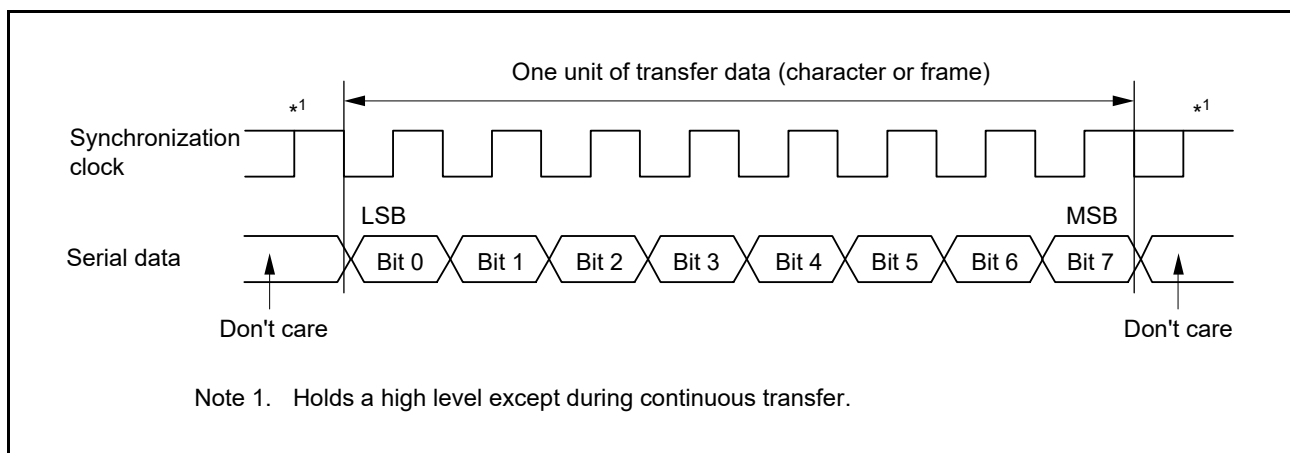 One unit of transfer data (character or frame)
*1 *1
Synchronization
clock
LSB MSB
Serial data Bit 0 Bit 1 Bit 2 Bit 3 Bit 4 Bit 5 Bit 6 Bit 7
Don't care Don't care
Note 1. Holds a high level except during continuous transfer.